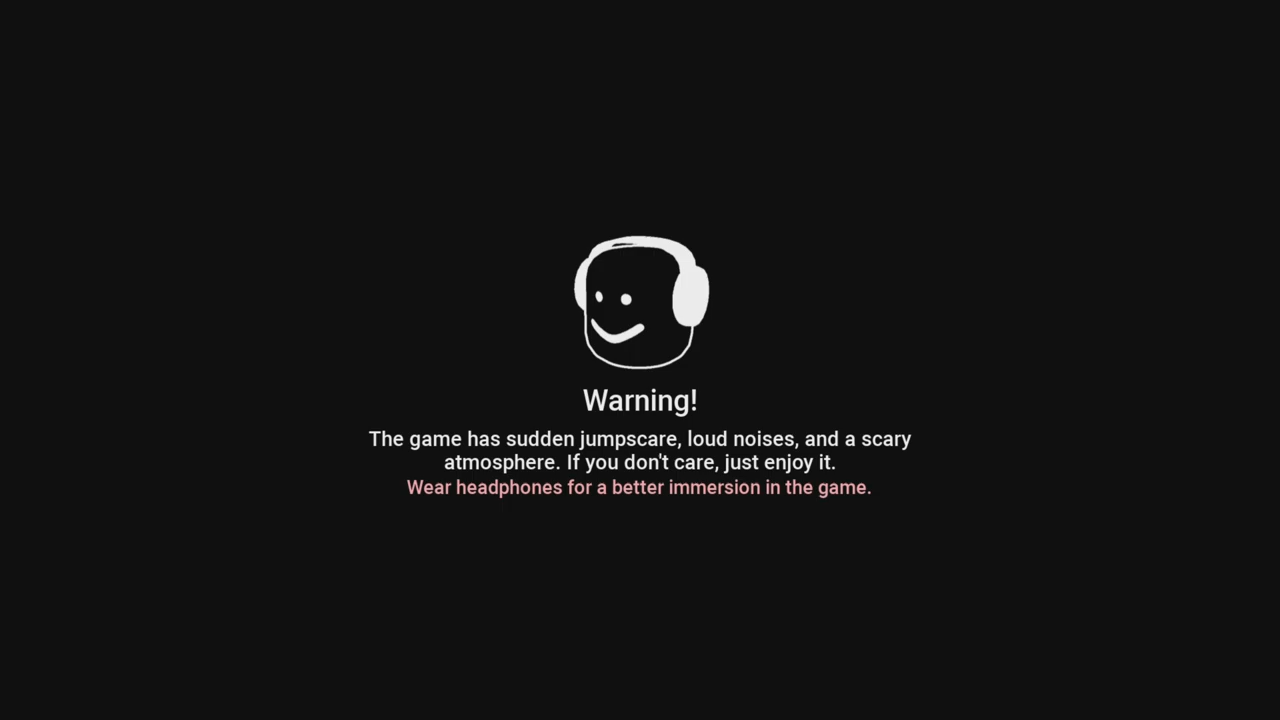 Warning!
The game has sudden jumpscare, loud noises, and a scary
atmosphere. If you don't care, just enjoy it.
Wear headphones for a better immersion in the game.